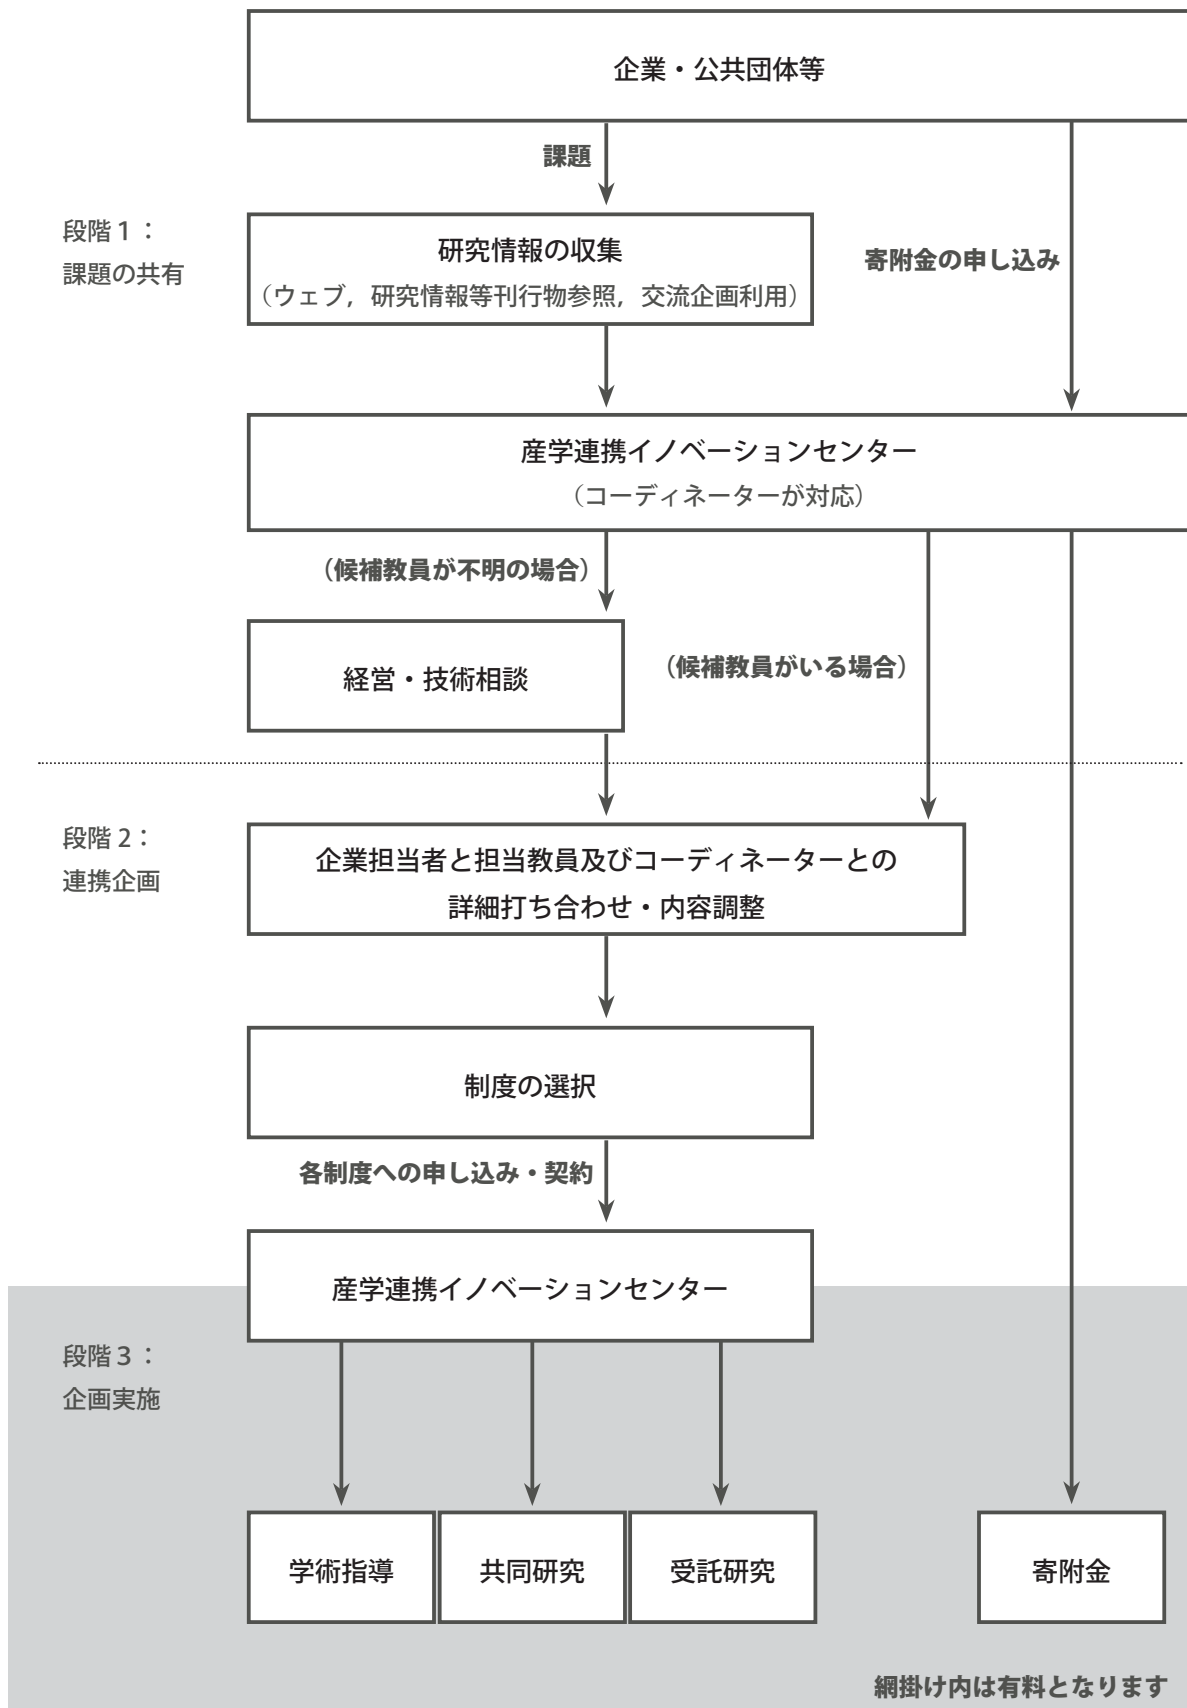 企業・公共団体等
課題
段階 1 ：
課題の共有
研究情報の収集
（ウェブ，研究情報等刊行物参照，交流企画利用）
寄附金の申し込み
産学連携イノベーションセンター
（コーディネーターが対応）
（候補教員が不明の場合）
経営・技術相談
（候補教員がいる場合）
段階 2：
連携企画
企業担当者と担当教員及びコーディネーターとの
詳細打ち合わせ・内容調整
制度の選択
各制度への申し込み・契約
産学連携イノベーションセンター
段階 3 ：
企画実施
学術指導
共同研究
受託研究
寄附金
網掛け内は有料となります